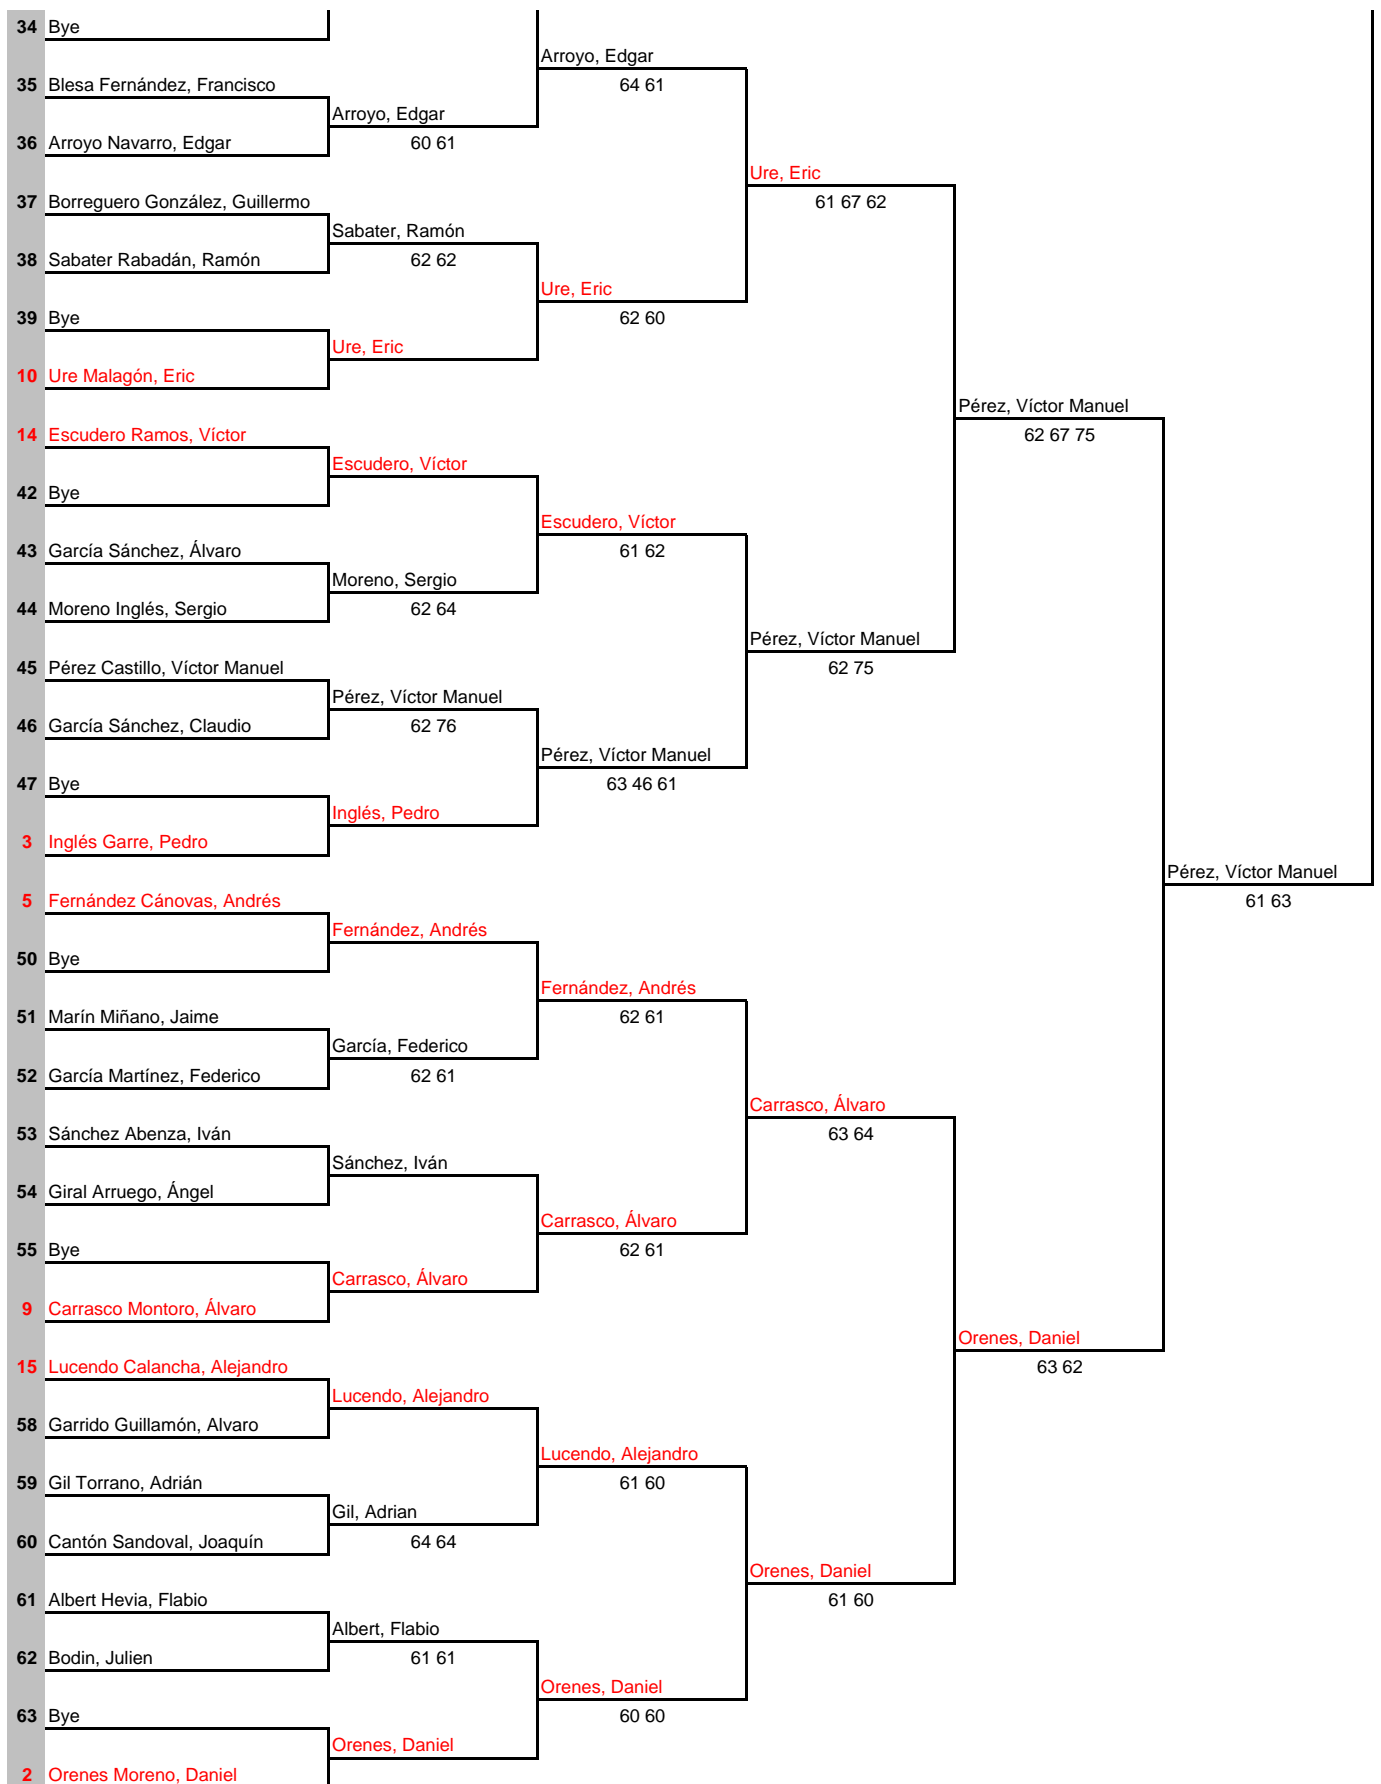 34 Bye
Arroyo, Edgar
64 61
35 Blesa Fernández, Francisco
Arroyo, Edgar
60 61
36 Arroyo Navarro, Edgar
Ure, Eric
61 67 62
37 Borreguero González, Guillermo
Sabater, Ramón
62 62
38 Sabater Rabadán, Ramón
Ure, Eric
62 60
39 Bye
Ure, Eric
10 Ure Malagón, Eric
Pérez, Víctor Manuel
62 67 75
14 Escudero Ramos, Víctor
Escudero, Víctor
42 Bye
Escudero, Víctor
61 62
43 García Sánchez, Álvaro
Moreno, Sergio
62 64
44 Moreno Inglés, Sergio
Pérez, Víctor Manuel
62 75
45 Pérez Castillo, Víctor Manuel
Pérez, Víctor Manuel
62 76
46 García Sánchez, Claudio
Pérez, Víctor Manuel
63 46 61
47 Bye
Inglés, Pedro
3 Inglés Garre, Pedro
Pérez, Víctor Manuel
61 63
5 Fernández Cánovas, Andrés
Fernández, Andrés
50 Bye
Fernández, Andrés
62 61
51 Marín Miñano, Jaime
García, Federico
62 61
52 García Martínez, Federico
Carrasco, Álvaro
63 64
53 Sánchez Abenza, Iván
Sánchez, Iván
54 Giral Arruego, Ángel
Carrasco, Álvaro
62 61
55 Bye
Carrasco, Álvaro
9 Carrasco Montoro, Álvaro
Orenes, Daniel
63 62
15 Lucendo Calancha, Alejandro
Lucendo, Alejandro
58 Garrido Guillamón, Alvaro
Lucendo, Alejandro
61 60
59 Gil Torrano, Adrián
Gil, Adrian
64 64
60 Cantón Sandoval, Joaquín
Orenes, Daniel
61 60
61 Albert Hevia, Flabio
Albert, Flabio
61 61
62 Bodin, Julien
Orenes, Daniel
60 60
63 Bye
Orenes, Daniel
2 Orenes Moreno, Daniel